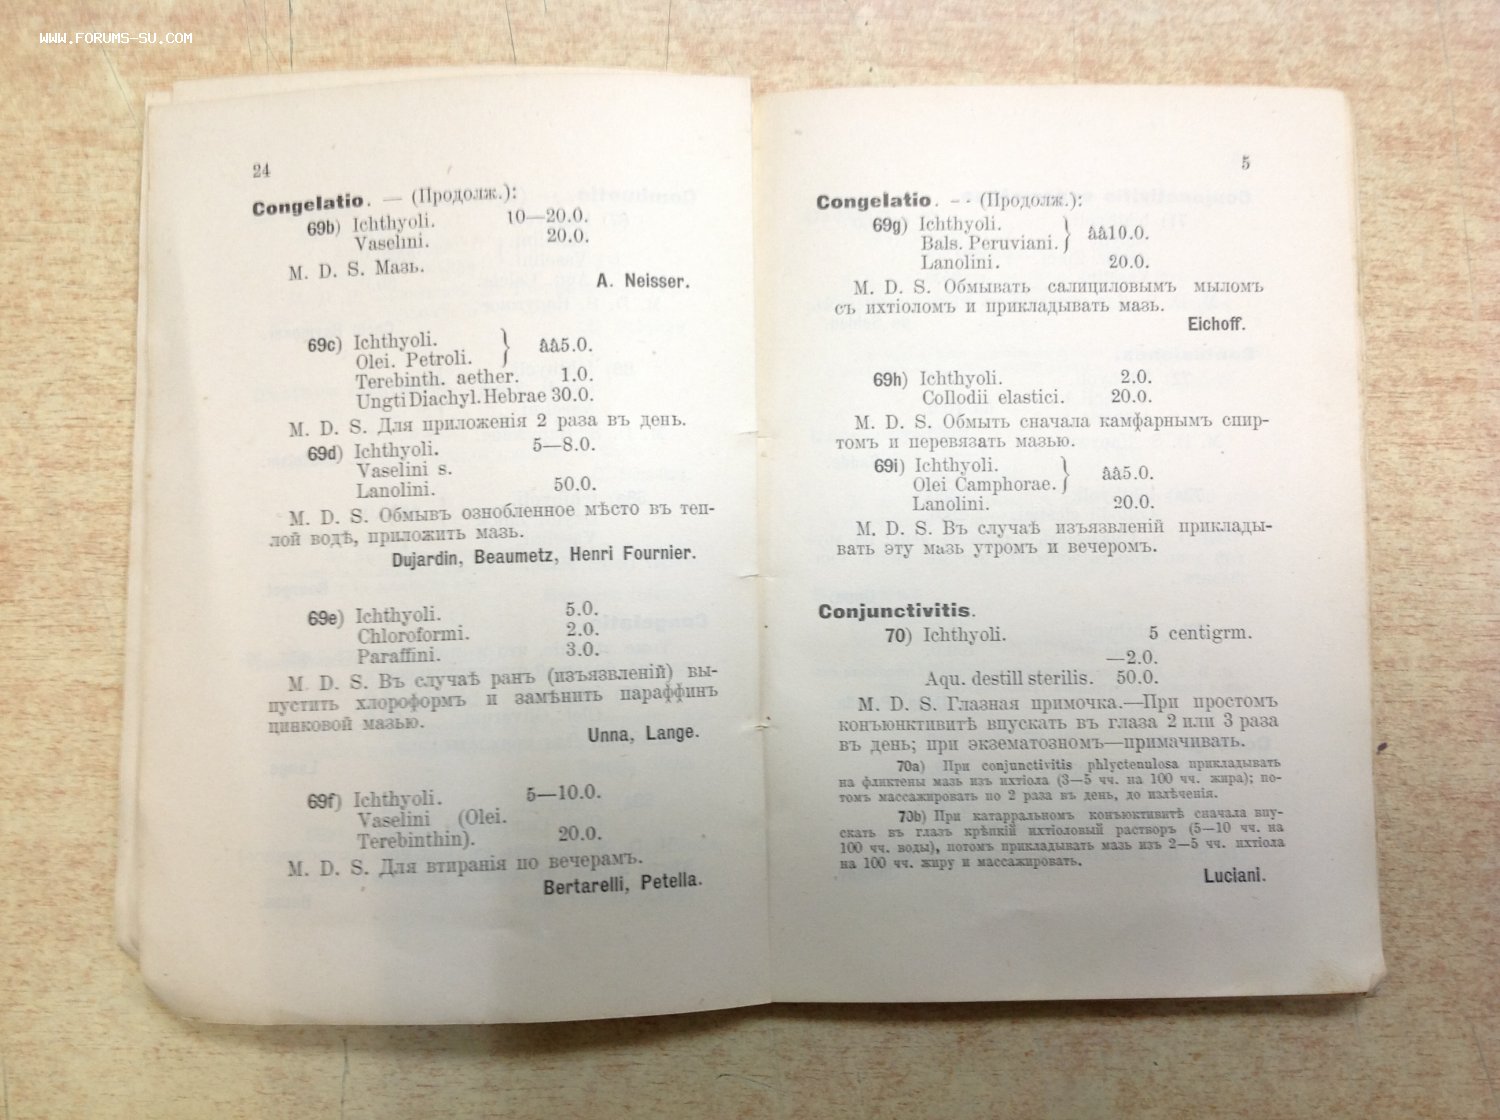 WWW.FORUMS-SU.COM
24
Congelatio. — (Продолж.):
69b) Ichthyoli. 10—20.0.
Vaselini. 20.0.
M. D. S. Мазь.
A. Neisser.
69c) Ichthyoli.
Olei. Petroli. } ââ5.0.
Terebinth. aether. 1.0.
Ungti Diachyl. Hebrae 30.0.
M. D. S. Для приложенія 2 раза въ день.
69d) Ichthyoli. 5—8.0.
Vaselini s.
Lanolini. 50.0.
M. D. S. Обмывъ ознобленное мѣсто въ теп-
лой водѣ, приложить мазь.
Dujardin, Beaumetz, Henri Fournier.
69e) Ichthyoli. 5.0.
Chloroformi. 2.0.
Paraffini. 3.0.
M. D. S. Въ случаѣ ранъ (изъязвленій) вы-
пустить хлороформъ и замѣнить параффинъ
цинковой мазью.
Unna, Lange.
69f) Ichthyoli. 5—10.0.
Vaselini (Olei.
Terebinthin). 20.0.
M. D. S. Для втиранія по вечерамъ.
Bertarelli, Petella.
5
Congelatio. -- (Продолж.):
69g) Ichthyoli.
Bals. Peruviani. } ââ10.0.
Lanolini. 20.0.
M. D. S. Обмывать салициловымъ мыломъ
съ ихтіоломъ и прикладывать мазь.
Eichoff.
69h) Ichthyoli. 2.0.
Collodii elastici. 20.0.
M. D. S. Обмыть сначала камфарнымъ спир-
томъ и перевязать мазью.
69i) Ichthyoli.
Olei Camphorae. } ââ5.0.
Lanolini. 20.0.
M. D. S. Въ случаѣ изъязвленій приклады-
вать эту мазь утромъ и вечеромъ.
Conjunctivitis.
70) Ichthyoli. 5 centigrm.
—2.0.
Aqu. destill sterilis. 50.0.
M. D. S. Глазная примочка.—При простомъ
конъюнктивитѣ впускать въ глаза 2 или 3 раза
въ день; при экзематозномъ—примачивать.
70a) При conjunctivitis phlyctenulosa прикладывать
на фликтены мазь изъ ихтіола (3—5 чч. на 100 чч. жира); по-
томъ массажировать по 2 раза въ день, до излѣченія.
70b) При катарральномъ конъюктивитѣ сначала впу-
скать въ глазъ крѣпкій ихтіоловый растворъ (5—10 чч. на
100 чч. воды), потомъ прикладывать мазь изъ 2—5 чч. ихтіола
на 100 чч. жиру и массажировать.
Luciani.